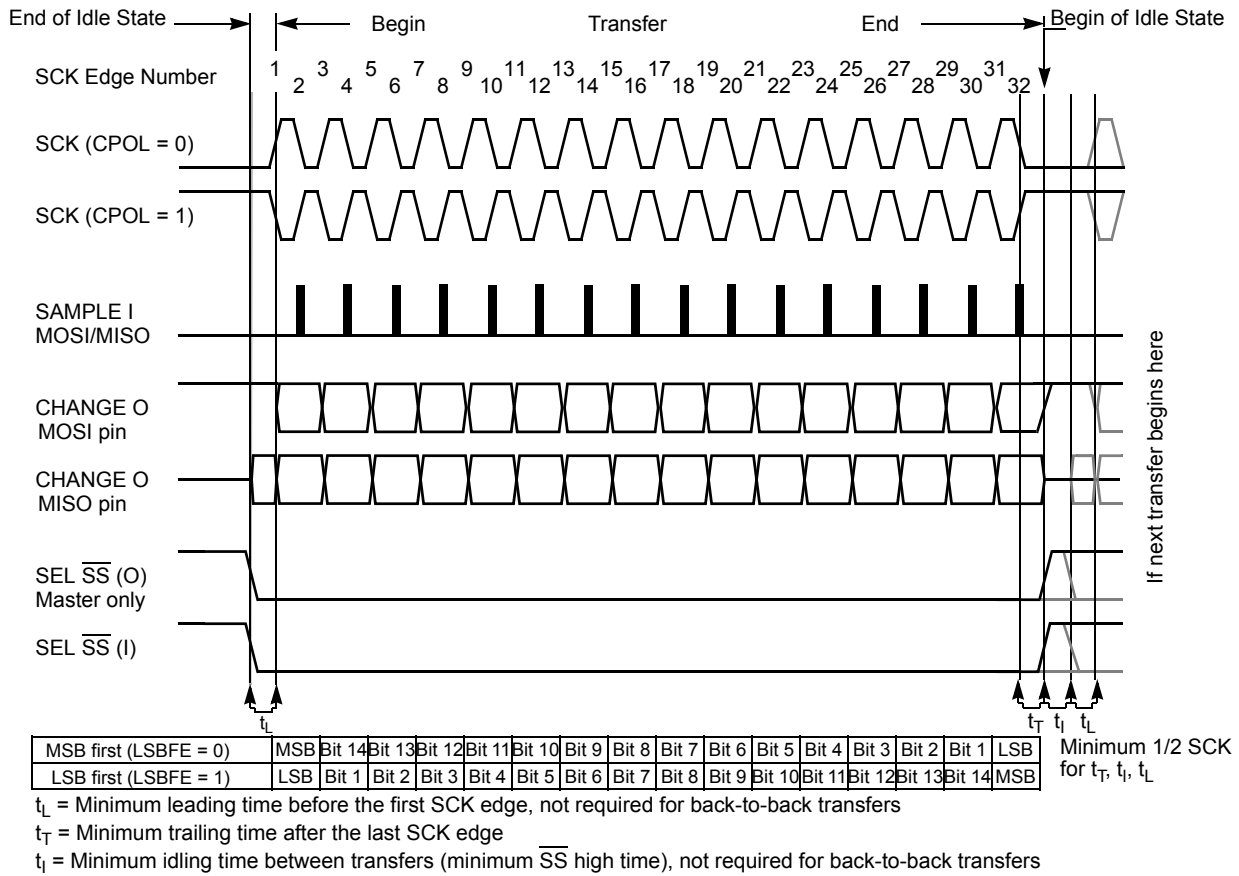 End of Idle State Begin Transfer End Begin of Idle State
SCK Edge Number 1 2 3 4 5 6 7 8 9 10 11 12 13 14 15 16 17 18 19 20 21 22 23 24 25 26 27 28 29 30 31 32
SCK (CPOL = 0)
SCK (CPOL = 1)
SAMPLE I
MOSI/MISO
CHANGE O
MOSI pin
CHANGE O
MISO pin
SEL S̅S̅ (O)
Master only
SEL S̅S̅ (I)
If next transfer begins here
tL tT tI tL
MSB first (LSBFE = 0) MSB Bit 14 Bit 13 Bit 12 Bit 11 Bit 10 Bit 9 Bit 8 Bit 7 Bit 6 Bit 5 Bit 4 Bit 3 Bit 2 Bit 1 LSB
LSB first (LSBFE = 1) LSB Bit 1 Bit 2 Bit 3 Bit 4 Bit 5 Bit 6 Bit 7 Bit 8 Bit 9 Bit 10 Bit 11 Bit 12 Bit 13 Bit 14 MSB
Minimum 1/2 SCK
for tT, tI, tL
tL = Minimum leading time before the first SCK edge, not required for back-to-back transfers
tT = Minimum trailing time after the last SCK edge
tI = Minimum idling time between transfers (minimum S̅S̅ high time), not required for back-to-back transfers